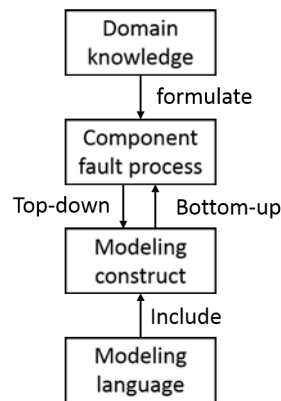 Domain
knowledge
formulate
Component
fault process
Top-down
Bottom-up
Modeling
construct
Include
Modeling
language